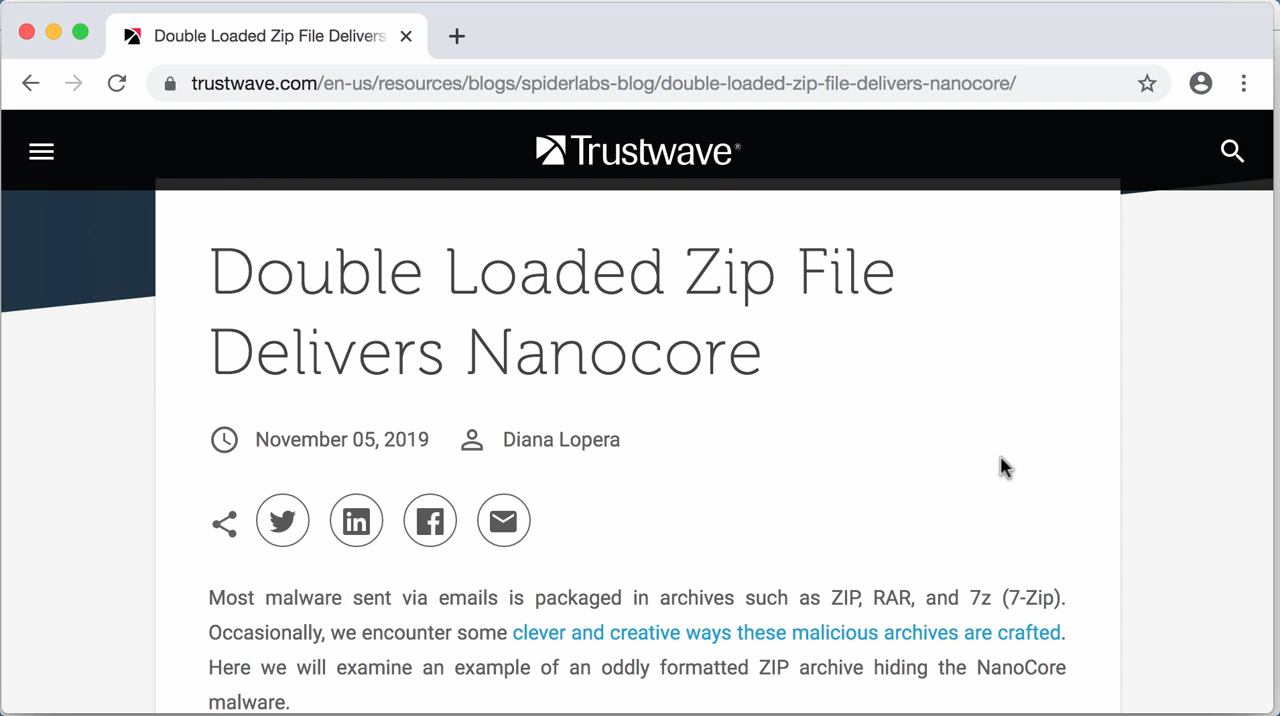 Double Loaded Zip File Delivers
trustwave.com/en-us/resources/blogs/spiderlabs-blog/double-loaded-zip-file-delivers-nanocore/
Trustwave®
Double Loaded Zip File
Delivers Nanocore
November 05, 2019 Diana Lopera
Most malware sent via emails is packaged in archives such as ZIP, RAR, and 7z (7-Zip).
Occasionally, we encounter some clever and creative ways these malicious archives are crafted.
Here we will examine an example of an oddly formatted ZIP archive hiding the NanoCore
malware.